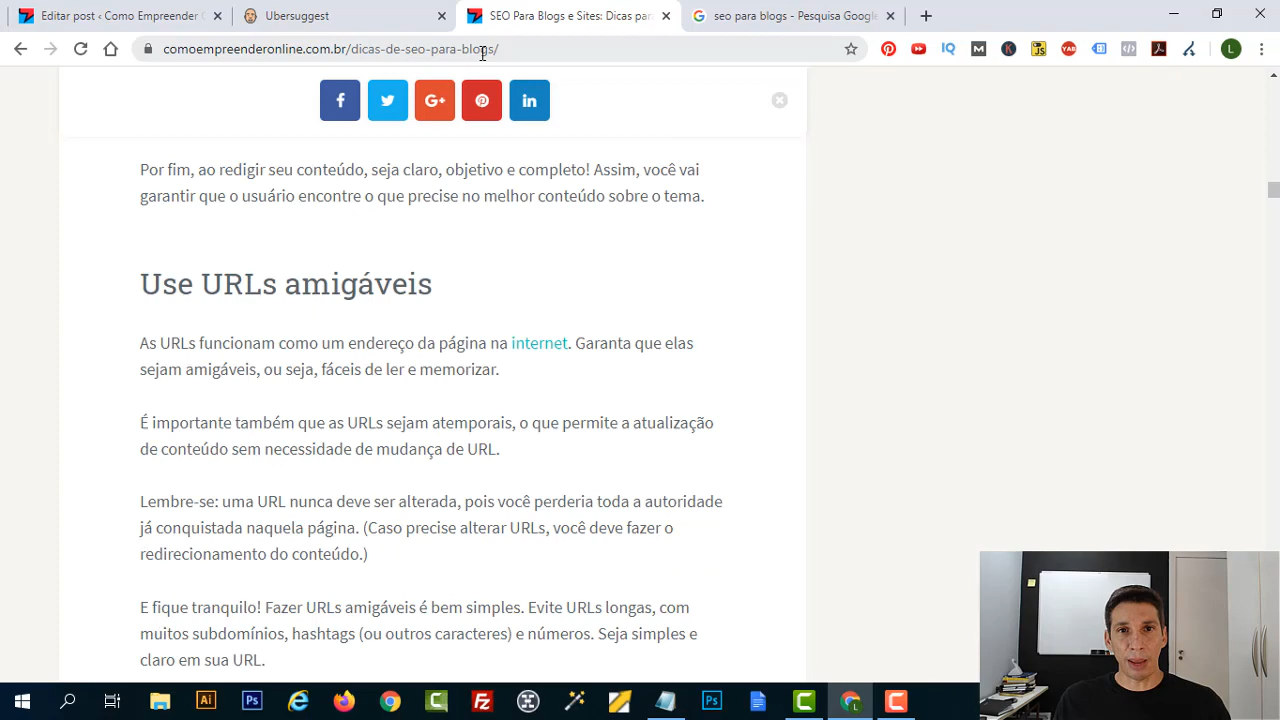 Editar post ‹ Como Empreender O
Ubersuggest
SEO Para Blogs e Sites: Dicas par
seo para blogs - Pesquisa Google
comoempreenderonline.com.br/dicas-de-seo-para-blogs/
Por fim, ao redigir seu conteúdo, seja claro, objetivo e completo! Assim, você vai
garantir que o usuário encontre o que precise no melhor conteúdo sobre o tema.
Use URLs amigáveis
As URLs funcionam como um endereço da página na internet. Garanta que elas
sejam amigáveis, ou seja, fáceis de ler e memorizar.
É importante também que as URLs sejam atemporais, o que permite a atualização
de conteúdo sem necessidade de mudança de URL.
Lembre-se: uma URL nunca deve ser alterada, pois você perderia toda a autoridade
já conquistada naquela página. (Caso precise alterar URLs, você deve fazer o
redirecionamento do conteúdo.)
E fique tranquilo! Fazer URLs amigáveis é bem simples. Evite URLs longas, com
muitos subdomínios, hashtags (ou outros caracteres) e números. Seja simples e
claro em sua URL.